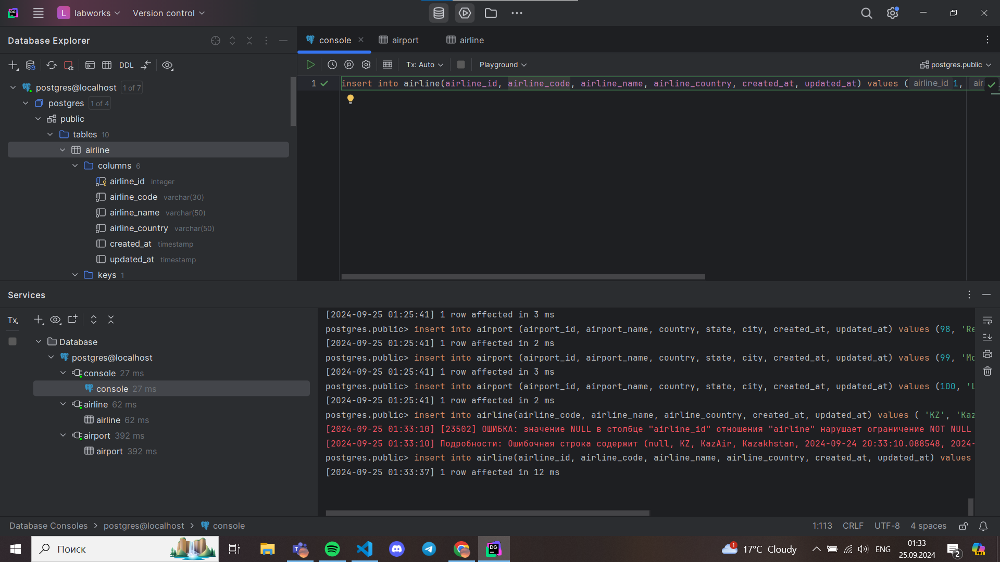 L labworks Version control
Database Explorer
DDL
postgres@localhost 1 of 7
postgres 1 of 4
public
tables 10
airline
columns 6
airline_id integer
airline_code varchar(30)
airline_name varchar(50)
airline_country varchar(50)
created_at timestamp
updated_at timestamp
keys 1
console airport airline
Tx: Auto Playground postgres.public
1 insert into airline(airline_id, airline_code, airline_name, airline_country, created_at, updated_at) values ( airline_id 1, airl
Services
Tx
Database
postgres@localhost
console 27 ms
console 27 ms
airline 62 ms
airline 62 ms
airport 392 ms
airport 392 ms
[2024-09-25 01:25:41] 1 row affected in 3 ms
postgres.public> insert into airport (airport_id, airport_name, country, state, city, created_at, updated_at) values (98, 'Re
[2024-09-25 01:25:41] 1 row affected in 2 ms
postgres.public> insert into airport (airport_id, airport_name, country, state, city, created_at, updated_at) values (99, 'Mo
[2024-09-25 01:25:41] 1 row affected in 3 ms
postgres.public> insert into airport (airport_id, airport_name, country, state, city, created_at, updated_at) values (100, 'L
[2024-09-25 01:25:41] 1 row affected in 2 ms
postgres.public> insert into airline(airline_code, airline_name, airline_country, created_at, updated_at) values ( 'KZ', 'Kaz
[2024-09-25 01:33:10] [23502] ОШИБКА: значение NULL в столбце "airline_id" отношения "airline" нарушает ограничение NOT NULL
[2024-09-25 01:33:10] Подробности: Ошибочная строка содержит (null, KZ, KazAir, Kazakhstan, 2024-09-24 20:33:10.088548, 2024-
postgres.public> insert into airline(airline_id, airline_code, airline_name, airline_country, created_at, updated_at) values
[2024-09-25 01:33:37] 1 row affected in 12 ms
Database Consoles > postgres@localhost > console
1:113 CRLF UTF-8 4 spaces
Поиск
1 17°C Cloudy ENG 01:33 25.09.2024 2 PRE